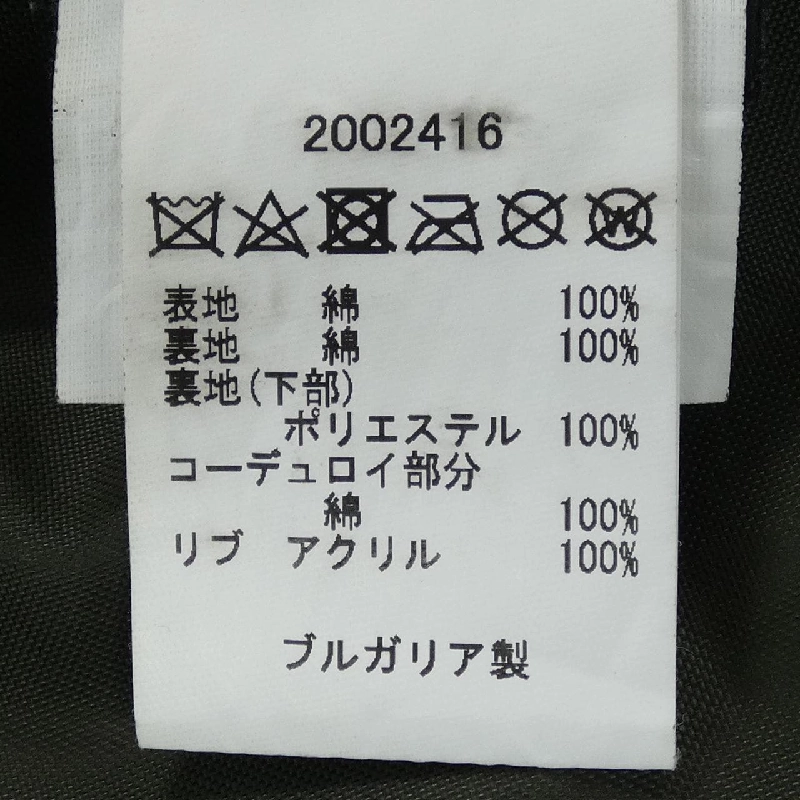 2002416
W
表地 綿 100%
裏地 綿 100%
裏地(下部)
ポリエステル 100%
コーデュロイ部分
綿 100%
リブ アクリル 100%
ブルガリア製